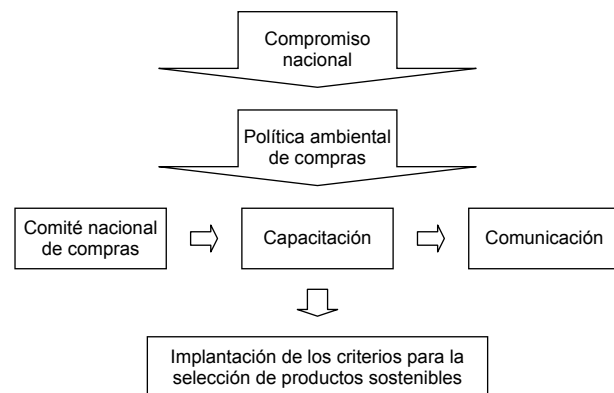 Compromiso
nacional
Política ambiental
de compras
Comité nacional
de compras
Capacitación
Comunicación
Implantación de los criterios para la
selección de productos sostenibles